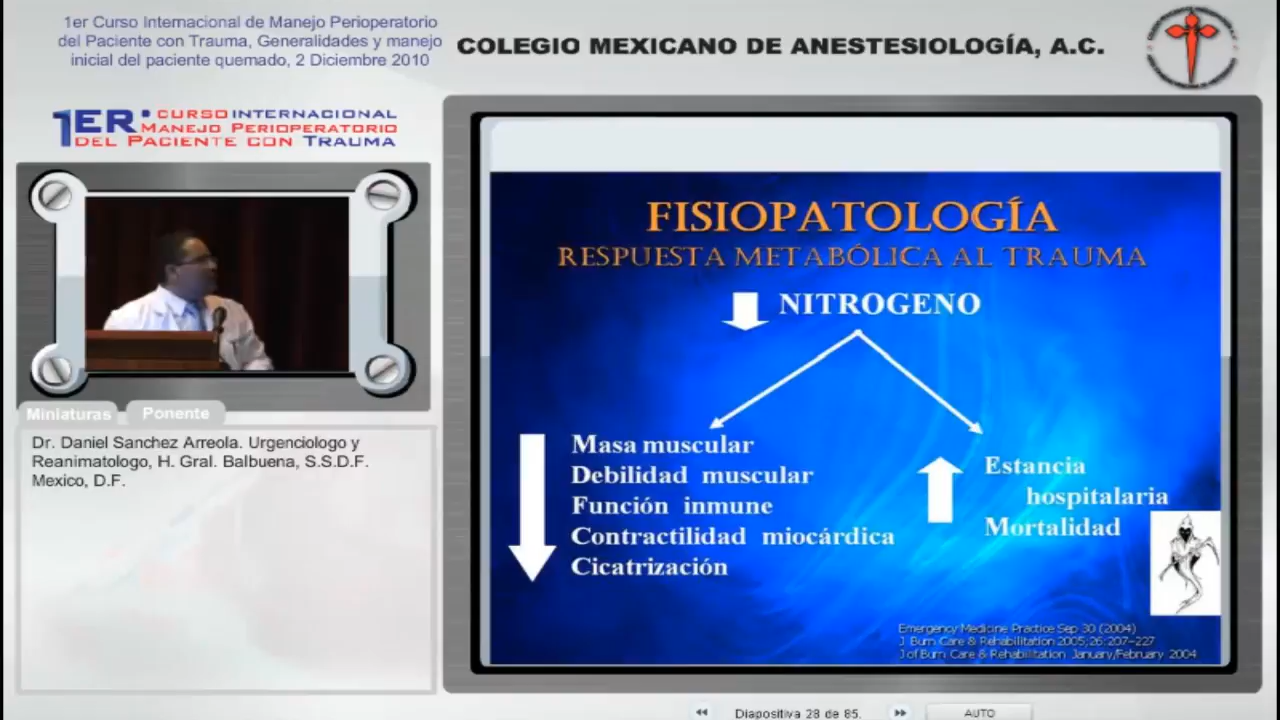 1er Curso Internacional de Manejo Perioperatorio
del Paciente con Trauma, Generalidades y manejo
inicial del paciente quemado, 2 Diciembre 2010
COLEGIO MEXICANO DE ANESTESIOLOGÍA, A.C.
1ER. CURSO INTERNACIONAL
MANEJO PERIOPERATORIO
DEL PACIENTE CON TRAUMA
FISIOPATOLOGÍA
RESPUESTA METABÓLICA AL TRAUMA
NITROGENO
Masa muscular
Debilidad muscular
Función inmune
Contractilidad miocárdica
Cicatrización
Estancia
hospitalaria
Mortalidad
Emergency Medicine Practice Sep 30 (2004)
J Burn Care & Rehabilitation 2005;26:207-227
J of Burn Care & Rehabilitation January/February 2004
Miniaturas
Ponente
Dr. Daniel Sanchez Arreola. Urgenciologo y
Reanimatologo, H. Gral. Balbuena, S.S.D.F.
Mexico, D.F.
Diapositiva 28 de 85.
AUTO